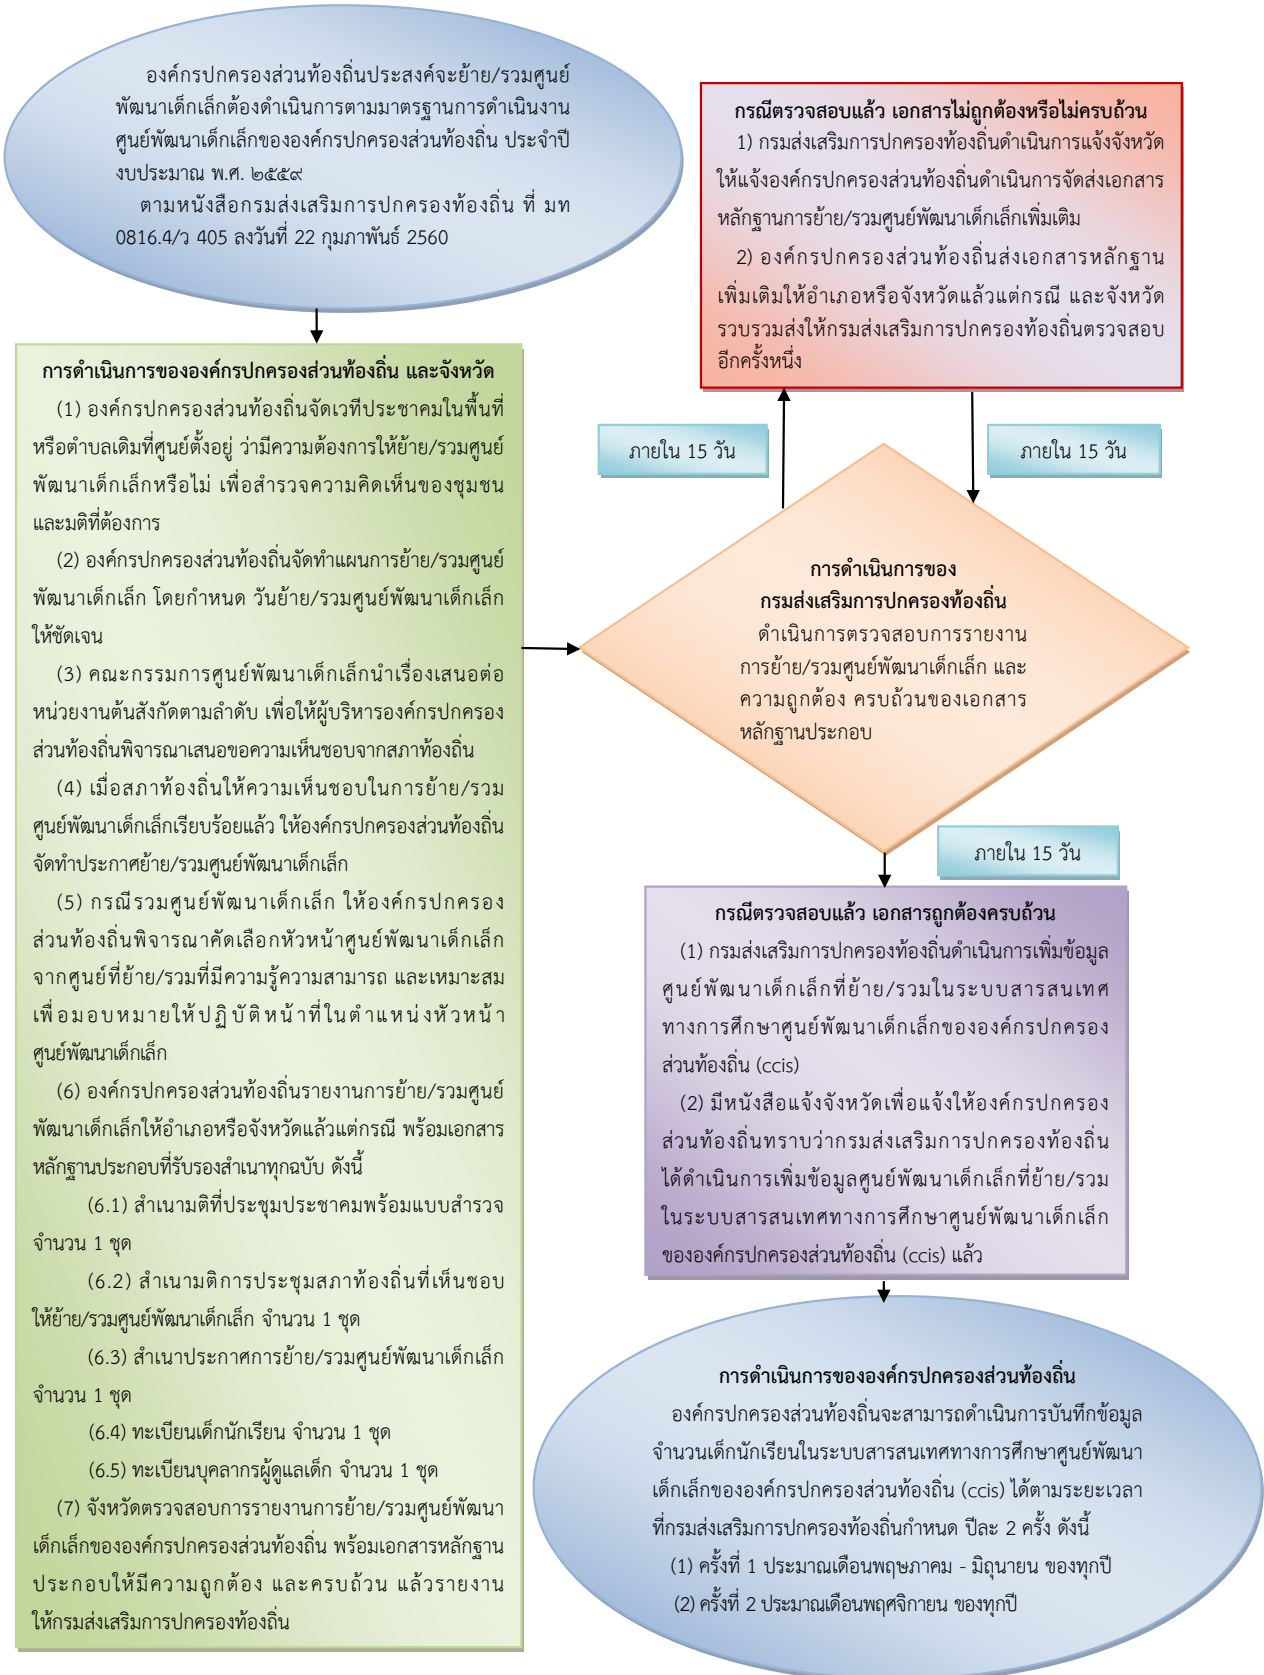 องค์กรปกครองส่วนท้องถิ่นประสงค์จะย้าย/รวมศูนย์
พัฒนาเด็กเล็กต้องดำเนินการตามมาตรฐานการดำเนินงาน
ศูนย์พัฒนาเด็กเล็กขององค์กรปกครองส่วนท้องถิ่น ประจำปี
งบประมาณ พ.ศ. ๒๕๕๙
ตามหนังสือกรมส่งเสริมการปกครองท้องถิ่น ที่ มท
0816.4/ว 405 ลงวันที่ 22 กุมภาพันธ์ 2560
การดำเนินการขององค์กรปกครองส่วนท้องถิ่น และจังหวัด
(1) องค์กรปกครองส่วนท้องถิ่นจัดเวทีประชาคมในพื้นที่
หรือตำบลเดิมที่ศูนย์ตั้งอยู่ ว่ามีความต้องการให้ย้าย/รวมศูนย์
พัฒนาเด็กเล็กหรือไม่ เพื่อสำรวจความคิดเห็นของชุมชน
และมติที่ต้องการ
(2) องค์กรปกครองส่วนท้องถิ่นจัดทำแผนการย้าย/รวมศูนย์
พัฒนาเด็กเล็ก โดยกำหนด วันย้าย/รวมศูนย์พัฒนาเด็กเล็ก
ให้ชัดเจน
(3) คณะกรรมการศูนย์พัฒนาเด็กเล็กนำเรื่องเสนอต่อ
หน่วยงานต้นสังกัดตามลำดับ เพื่อให้ผู้บริหารองค์กรปกครอง
ส่วนท้องถิ่นพิจารณาเสนอขอความเห็นชอบจากสภาท้องถิ่น
(4) เมื่อสภาท้องถิ่นให้ความเห็นชอบในการย้าย/รวม
ศูนย์พัฒนาเด็กเล็กเรียบร้อยแล้ว ให้องค์กรปกครองส่วนท้องถิ่น
จัดทำประกาศย้าย/รวมศูนย์พัฒนาเด็กเล็ก
(5) กรณีรวมศูนย์พัฒนาเด็กเล็ก ให้องค์กรปกครอง
ส่วนท้องถิ่นพิจารณาคัดเลือกหัวหน้าศูนย์พัฒนาเด็กเล็ก
จากศูนย์ที่ย้าย/รวมที่มีความรู้ความสามารถ และเหมาะสม
เพื่อมอบหมายให้ปฏิบัติหน้าที่ในตำแหน่งหัวหน้า
ศูนย์พัฒนาเด็กเล็ก
(6) องค์กรปกครองส่วนท้องถิ่นรายงานการย้าย/รวมศูนย์
พัฒนาเด็กเล็กให้อำเภอหรือจังหวัดแล้วแต่กรณี พร้อมเอกสาร
หลักฐานประกอบที่รับรองสำเนาทุกฉบับ ดังนี้
(6.1) สำเนามติที่ประชุมประชาคมพร้อมแบบสำรวจ
จำนวน 1 ชุด
(6.2) สำเนามติการประชุมสภาท้องถิ่นที่เห็นชอบ
ให้ย้าย/รวมศูนย์พัฒนาเด็กเล็ก จำนวน 1 ชุด
(6.3) สำเนาประกาศการย้าย/รวมศูนย์พัฒนาเด็กเล็ก
จำนวน 1 ชุด
(6.4) ทะเบียนเด็กนักเรียน จำนวน 1 ชุด
(6.5) ทะเบียนบุคลากรผู้ดูแลเด็ก จำนวน 1 ชุด
(7) จังหวัดตรวจสอบการรายงานการย้าย/รวมศูนย์พัฒนา
เด็กเล็กขององค์กรปกครองส่วนท้องถิ่น พร้อมเอกสารหลักฐาน
ประกอบให้มีความถูกต้อง และครบถ้วน แล้วรายงาน
ให้กรมส่งเสริมการปกครองท้องถิ่น
กรณีตรวจสอบแล้ว เอกสารไม่ถูกต้องหรือไม่ครบถ้วน
1) กรมส่งเสริมการปกครองท้องถิ่นดำเนินการแจ้งจังหวัด
ให้แจ้งองค์กรปกครองส่วนท้องถิ่นดำเนินการจัดส่งเอกสาร
หลักฐานการย้าย/รวมศูนย์พัฒนาเด็กเล็กเพิ่มเติม
2) องค์กรปกครองส่วนท้องถิ่นส่งเอกสารหลักฐาน
เพิ่มเติมให้อำเภอหรือจังหวัดแล้วแต่กรณี และจังหวัด
รวบรวมส่งให้กรมส่งเสริมการปกครองท้องถิ่นตรวจสอบ
อีกครั้งหนึ่ง
ภายใน 15 วัน
ภายใน 15 วัน
การดำเนินการของ
กรมส่งเสริมการปกครองท้องถิ่น
ดำเนินการตรวจสอบการรายงาน
การย้าย/รวมศูนย์พัฒนาเด็กเล็ก และ
ความถูกต้อง ครบถ้วนของเอกสาร
หลักฐานประกอบ
ภายใน 15 วัน
กรณีตรวจสอบแล้ว เอกสารถูกต้องครบถ้วน
(1) กรมส่งเสริมการปกครองท้องถิ่นดำเนินการเพิ่มข้อมูล
ศูนย์พัฒนาเด็กเล็กที่ย้าย/รวมในระบบสารสนเทศ
ทางการศึกษาศูนย์พัฒนาเด็กเล็กขององค์กรปกครอง
ส่วนท้องถิ่น (ccis)
(2) มีหนังสือแจ้งจังหวัดเพื่อแจ้งให้องค์กรปกครอง
ส่วนท้องถิ่นทราบว่ากรมส่งเสริมการปกครองท้องถิ่น
ได้ดำเนินการเพิ่มข้อมูลศูนย์พัฒนาเด็กเล็กที่ย้าย/รวม
ในระบบสารสนเทศทางการศึกษาศูนย์พัฒนาเด็กเล็ก
ขององค์กรปกครองส่วนท้องถิ่น (ccis) แล้ว
การดำเนินการขององค์กรปกครองส่วนท้องถิ่น
องค์กรปกครองส่วนท้องถิ่นจะสามารถดำเนินการบันทึกข้อมูล
จำนวนเด็กนักเรียนในระบบสารสนเทศทางการศึกษาศูนย์พัฒนา
เด็กเล็กขององค์กรปกครองส่วนท้องถิ่น (ccis) ได้ตามระยะเวลา
ที่กรมส่งเสริมการปกครองท้องถิ่นกำหนด ปีละ 2 ครั้ง ดังนี้
(1) ครั้งที่ 1 ประมาณเดือนพฤษภาคม - มิถุนายน ของทุกปี
(2) ครั้งที่ 2 ประมาณเดือนพฤศจิกายน ของทุกปี